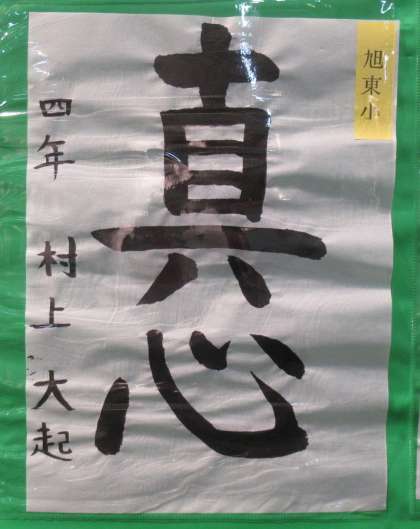 旭東小
真心
四年 村上 大起